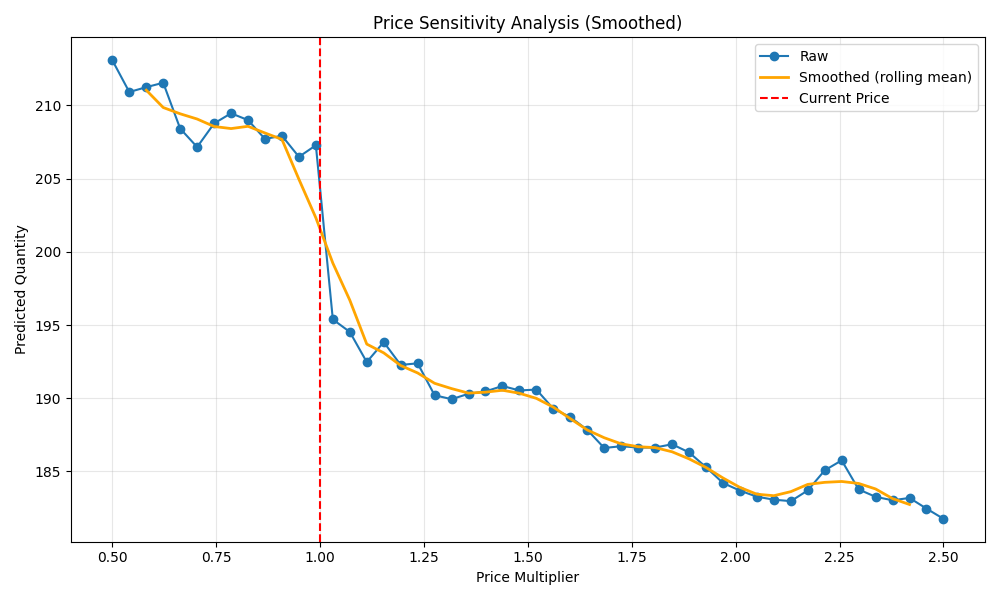 Price Sensitivity Analysis (Smoothed)
Raw
Smoothed (rolling mean)
Current Price
Predicted Quantity
210
205
200
195
190
185
0.50 0.75 1.00 1.25 1.50 1.75 2.00 2.25 2.50
Price Multiplier